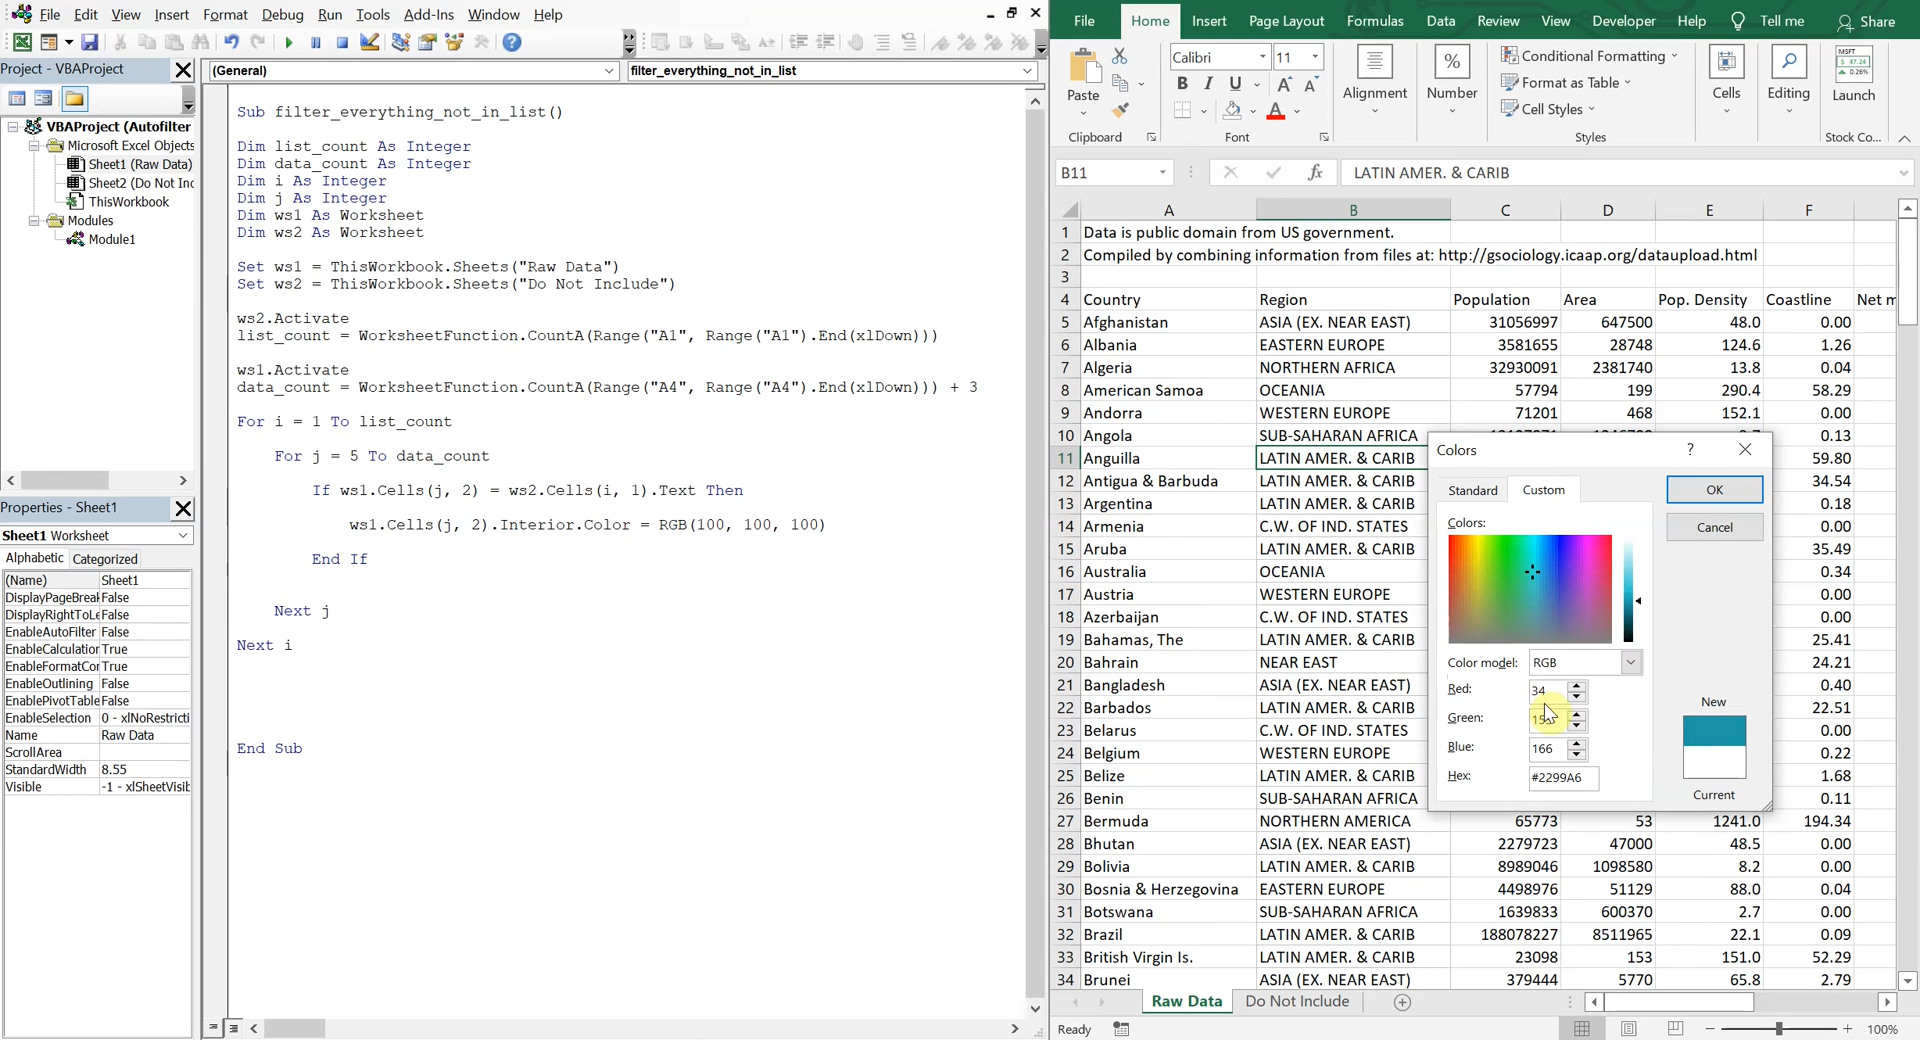 File Edit View Insert Format Debug Run Tools Add-Ins Window Help
Project - VBAProject
VBAProject (Autofilter
Microsoft Excel Objects
Sheet1 (Raw Data)
Sheet2 (Do Not Inc
ThisWorkbook
Modules
Module1
Properties - Sheet1
Sheet1 Worksheet
Alphabetic Categorized
(Name) Sheet1
DisplayPageBreak False
DisplayRightToLe False
EnableAutoFilter False
EnableCalculation True
EnableFormatCon True
EnableOutlining False
EnablePivotTable False
EnableSelection 0 - xlNoRestricti
Name Raw Data
ScrollArea
StandardWidth 8.55
Visible -1 - xlSheetVisib
(General) filter_everything_not_in_list
Sub filter_everything_not_in_list()
Dim list_count As Integer
Dim data_count As Integer
Dim i As Integer
Dim j As Integer
Dim ws1 As Worksheet
Dim ws2 As Worksheet
Set ws1 = ThisWorkbook.Sheets("Raw Data")
Set ws2 = ThisWorkbook.Sheets("Do Not Include")
ws2.Activate
list_count = WorksheetFunction.CountA(Range("A1", Range("A1").End(xlDown)))
ws1.Activate
data_count = WorksheetFunction.CountA(Range("A4", Range("A4").End(xlDown))) + 3
For i = 1 To list_count
For j = 5 To data_count
If ws1.Cells(j, 2) = ws2.Cells(i, 1).Text Then
ws1.Cells(j, 2).Interior.Color = RGB(100, 100, 100)
End If
Next j
Next i
End Sub
File Home Insert Page Layout Formulas Data Review View Developer Help Tell me Share
Paste Calibri 11 Alignment Number Conditional Formatting Cells Editing Launch
B I U Format as Table
A Cell Styles
Clipboard Font Styles Stock Co...
MSFT
$ 47.24
0.26%
B11 fx LATIN AMER. & CARIB
A B C D E F
1 Data is public domain from US government.
2 Compiled by combining information from files at: http://gsociology.icaap.org/dataupload.html
3
4 Country Region Population Area Pop. Density Coastline Net m
5 Afghanistan ASIA (EX. NEAR EAST) 31056997 647500 48.0 0.00
6 Albania EASTERN EUROPE 3581655 28748 124.6 1.26
7 Algeria NORTHERN AFRICA 32930091 2381740 13.8 0.04
8 American Samoa OCEANIA 57794 199 290.4 58.29
9 Andorra WESTERN EUROPE 71201 468 152.1 0.00
10 Angola SUB-SAHARAN AFRICA 0.13
11 Anguilla LATIN AMER. & CARIB 59.80
12 Antigua & Barbuda LATIN AMER. & CARIB 34.54
13 Argentina LATIN AMER. & CARIB 0.18
14 Armenia C.W. OF IND. STATES 0.00
15 Aruba LATIN AMER. & CARIB 35.49
16 Australia OCEANIA 0.34
17 Austria WESTERN EUROPE 0.00
18 Azerbaijan C.W. OF IND. STATES 0.00
19 Bahamas, The LATIN AMER. & CARIB 25.41
20 Bahrain NEAR EAST 24.21
21 Bangladesh ASIA (EX. NEAR EAST) 0.40
22 Barbados LATIN AMER. & CARIB 22.51
23 Belarus C.W. OF IND. STATES 0.00
24 Belgium WESTERN EUROPE 0.22
25 Belize LATIN AMER. & CARIB 1.68
26 Benin SUB-SAHARAN AFRICA 0.11
27 Bermuda NORTHERN AMERICA 65773 53 1241.0 194.34
28 Bhutan ASIA (EX. NEAR EAST) 2279723 47000 48.5 0.00
29 Bolivia LATIN AMER. & CARIB 8989046 1098580 8.2 0.00
30 Bosnia & Herzegovina EASTERN EUROPE 4498976 51129 88.0 0.04
31 Botswana SUB-SAHARAN AFRICA 1639833 600370 2.7 0.00
32 Brazil LATIN AMER. & CARIB 188078227 8511965 22.1 0.09
33 British Virgin Is. LATIN AMER. & CARIB 23098 153 151.0 52.29
34 Brunei ASIA (EX. NEAR EAST) 379444 5770 65.8 2.79
Colors ?
Standard Custom OK
Cancel
Colors:
Color model: RGB
Red: 34
Green:
Blue: 166
Hex: #2299A6
New
Current
Raw Data Do Not Include
Ready 100%